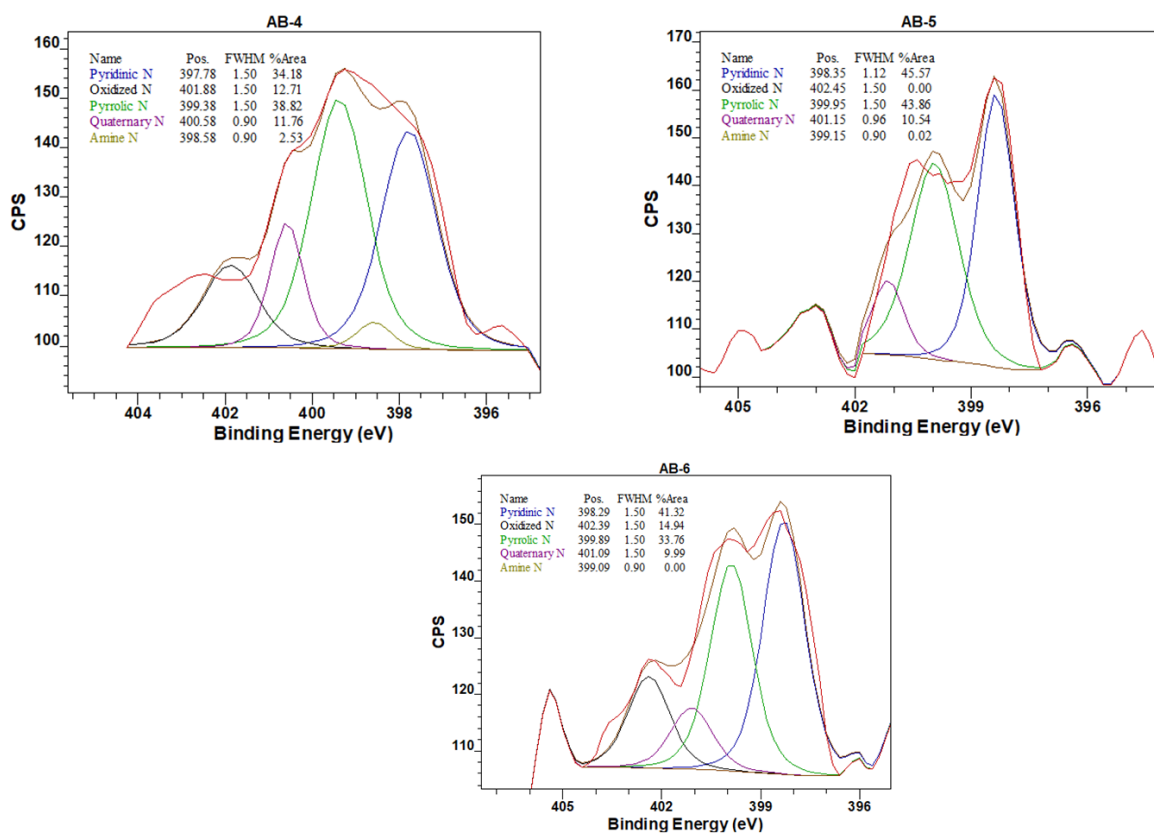 AB-4
Name Pos. FWHM %Area
Pyridinic N 397.78 1.50 34.18
Oxidized N 401.88 1.50 12.71
Pyrrolic N 399.38 1.50 38.82
Quaternary N 400.58 0.90 11.76
Amine N 398.58 0.90 2.53
160
150
140
130
120
110
100
CPS
404 402 400 398 396
Binding Energy (eV)
AB-5
Name Pos. FWHM %Area
Pyridinic N 398.35 1.12 45.57
Oxidized N 402.45 1.50 0.00
Pyrrolic N 399.95 1.50 43.86
Quaternary N 401.15 0.96 10.54
Amine N 399.15 0.90 0.02
170
160
150
140
130
120
110
100
CPS
405 402 399 396
Binding Energy (eV)
AB-6
Name Pos. FWHM %Area
Pyridinic N 398.29 1.50 41.32
Oxidized N 402.39 1.50 14.94
Pyrrolic N 399.89 1.50 33.76
Quaternary N 401.09 1.50 9.99
Amine N 399.09 0.90 0.00
150
140
130
120
110
CPS
405 402 399 396
Binding Energy (eV)